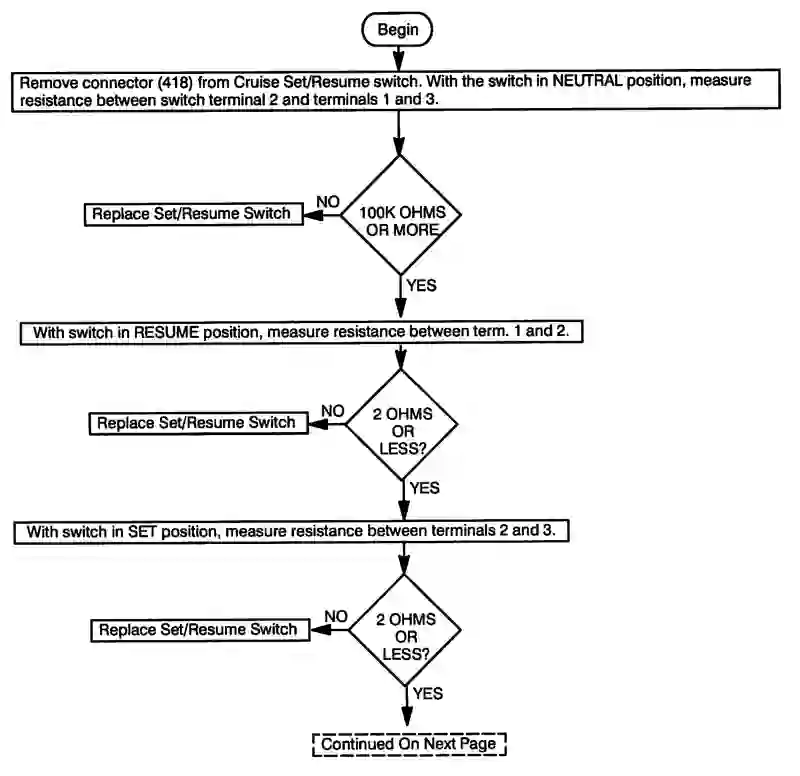 Begin
Remove connector (418) from Cruise Set/Resume switch. With the switch in NEUTRAL position, measure
resistance between switch terminal 2 and terminals 1 and 3.
NO
Replace Set/Resume Switch
100K OHMS
OR MORE
YES
With switch in RESUME position, measure resistance between term. 1 and 2.
NO
Replace Set/Resume Switch
2 OHMS
OR
LESS?
YES
With switch in SET position, measure resistance between terminals 2 and 3.
NO
Replace Set/Resume Switch
2 OHMS
OR
LESS?
YES
Continued On Next Page